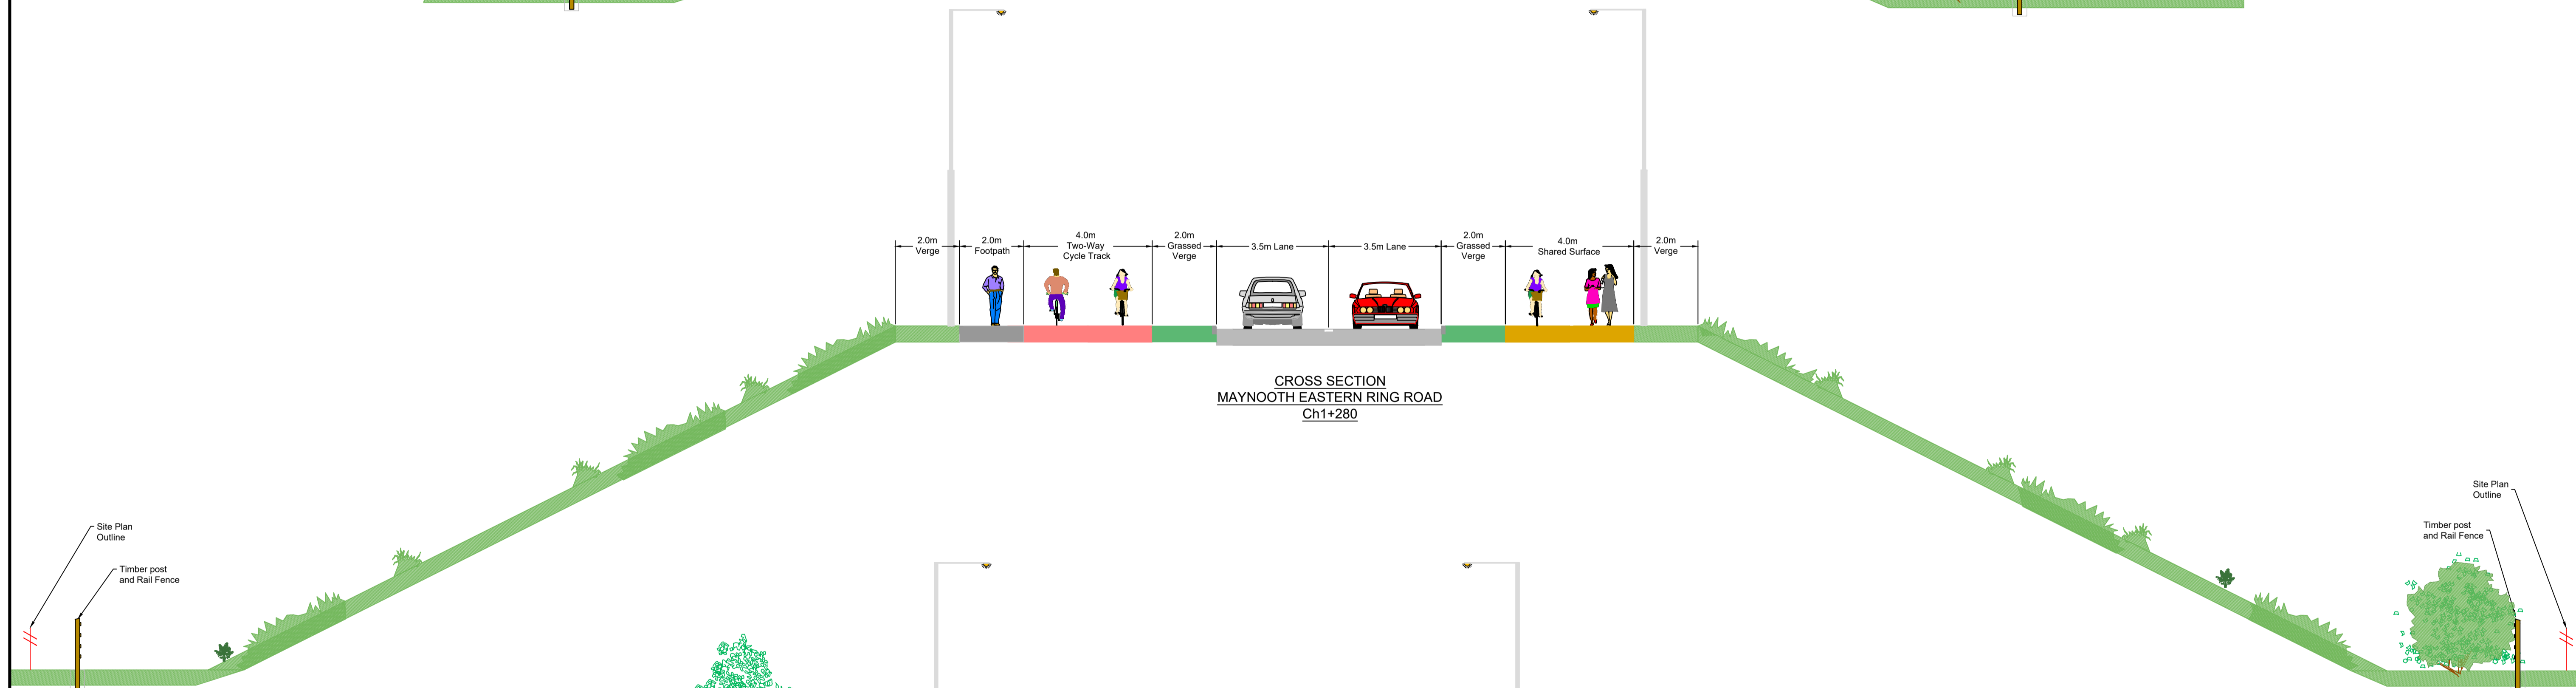 2.0m
Verge
2.0m
Footpath
4.0m
Two-Way
Cycle Track
2.0m
Grassed
Verge
3.5m Lane
3.5m Lane
2.0m
Grassed
Verge
4.0m
Shared Surface
2.0m
Verge
CROSS SECTION
MAYNOOTH EASTERN RING ROAD
Ch1+280
Site Plan
Outline
Timber post
and Rail Fence
Site Plan
Outline
Timber post
and Rail Fence